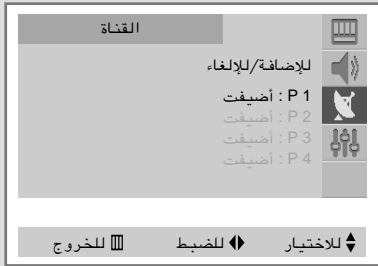 القناة
للإضافة/للإلغاء
P 1 : أضيفت
P 2 : أضيفت
P 3 : أضيفت
P 4 : أضيفت
للاختيار للضبط للخروج